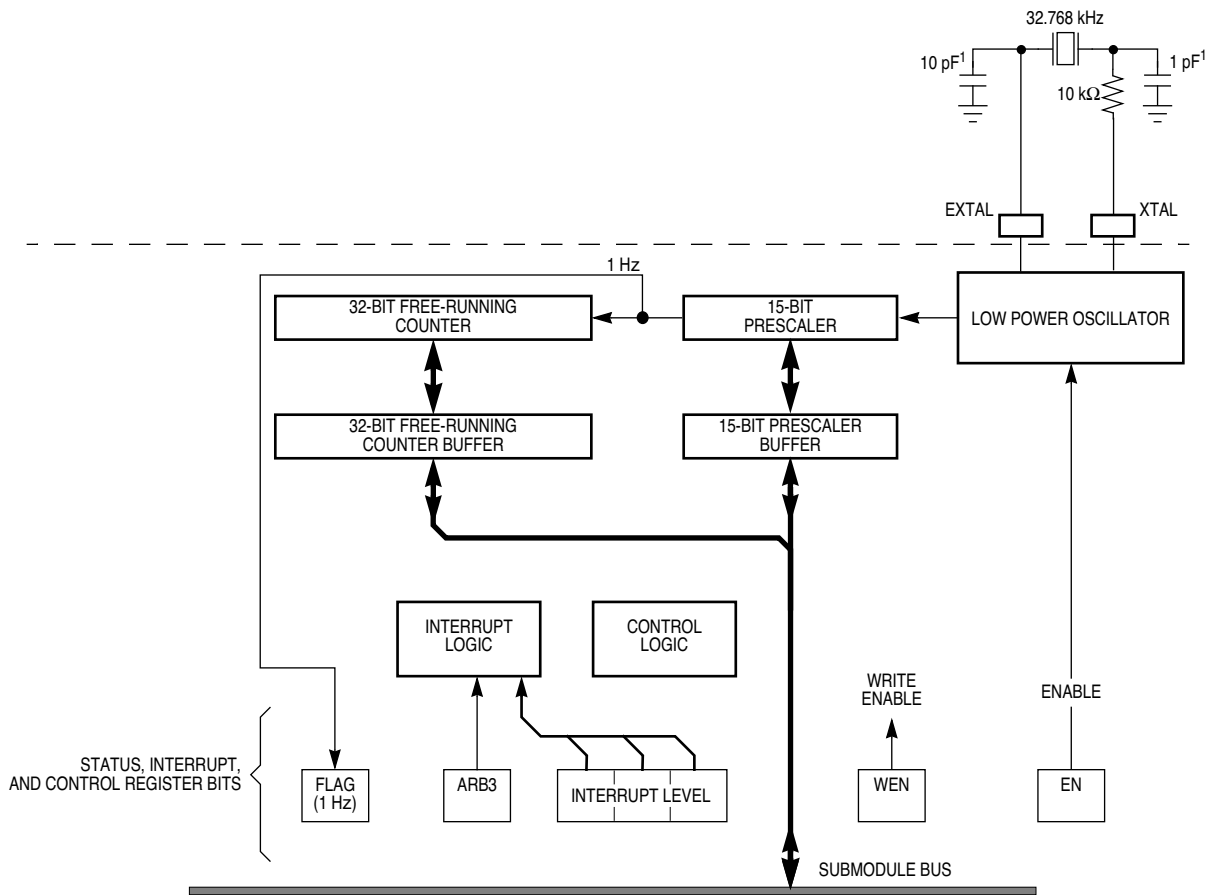 32.768 kHz
10 pF1
1 pF1
10 kΩ
EXTAL
XTAL
1 Hz
32-BIT FREE-RUNNING
COUNTER
15-BIT
PRESCALER
LOW POWER OSCILLATOR
32-BIT FREE-RUNNING
COUNTER BUFFER
15-BIT PRESCALER
BUFFER
INTERRUPT
LOGIC
CONTROL
LOGIC
WRITE
ENABLE
ENABLE
STATUS, INTERRUPT,
AND CONTROL REGISTER BITS
FLAG
(1 Hz)
ARB3
INTERRUPT LEVEL
WEN
EN
SUBMODULE BUS